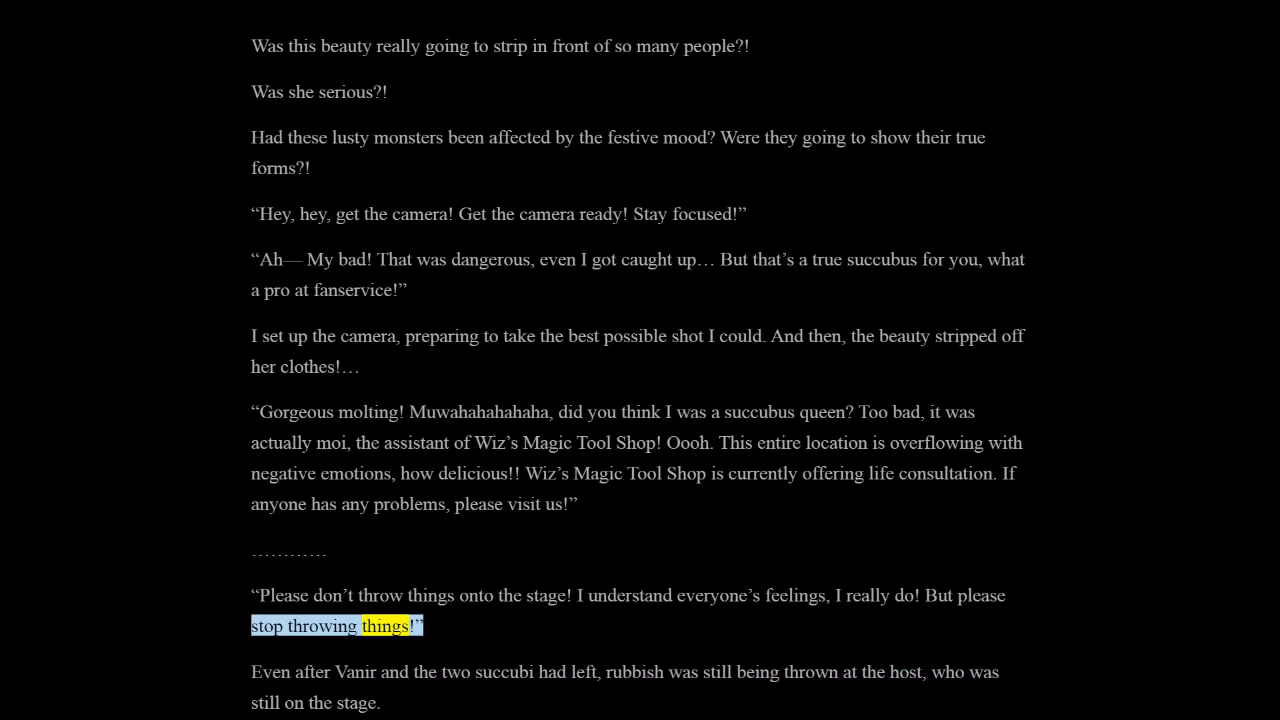 Was this beauty really going to strip in front of so many people?!
Was she serious?!
Had these lusty monsters been affected by the festive mood? Were they going to show their true
forms?!
“Hey, hey, get the camera! Get the camera ready! Stay focused!”
“Ah— My bad! That was dangerous, even I got caught up… But that’s a true succubus for you, what
a pro at fanservice!”
I set up the camera, preparing to take the best possible shot I could. And then, the beauty stripped off
her clothes!…
“Gorgeous molting! Muwahahahahaha, did you think I was a succubus queen? Too bad, it was
actually moi, the assistant of Wiz’s Magic Tool Shop! Oooh. This entire location is overflowing with
negative emotions, how delicious!! Wiz’s Magic Tool Shop is currently offering life consultation. If
anyone has any problems, please visit us!”
…………
“Please don’t throw things onto the stage! I understand everyone’s feelings, I really do! But please
stop throwing things!”
Even after Vanir and the two succubi had left, rubbish was still being thrown at the host, who was
still on the stage.